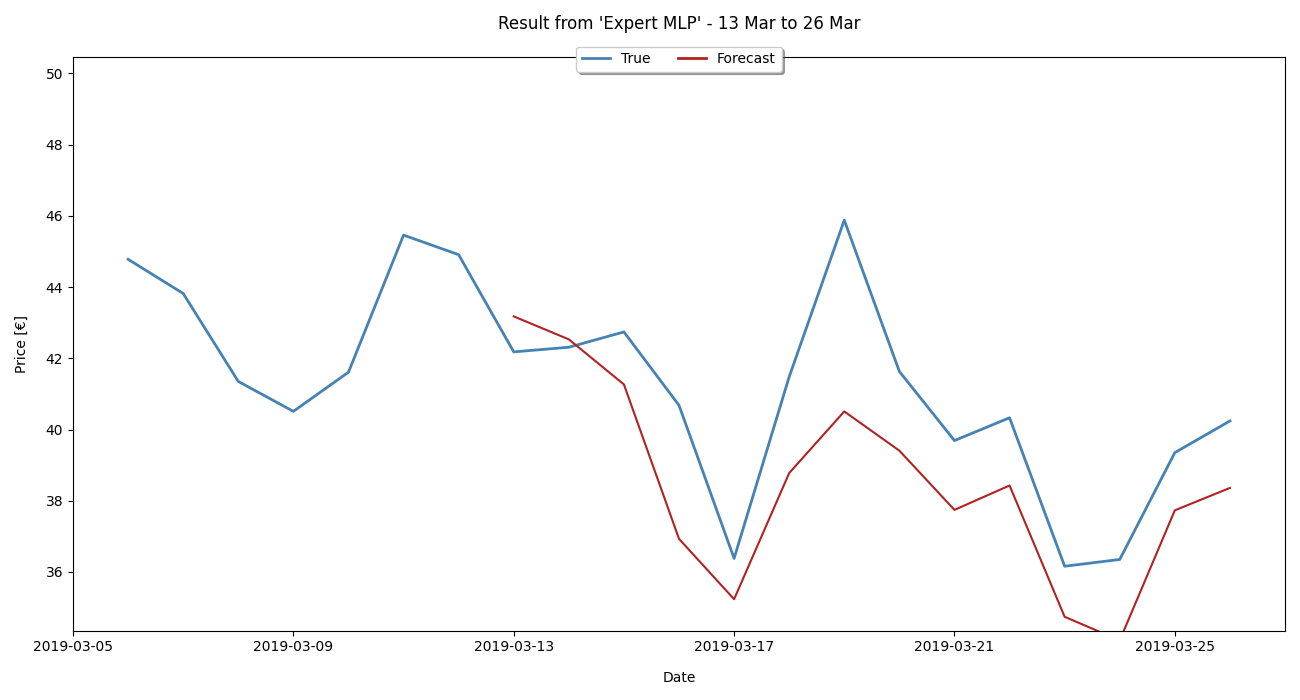 Result from 'Expert MLP' - 13 Mar to 26 Mar
True Forecast
50
48
46
44
42
40
38
36
Price [€]
2019-03-05 2019-03-09 2019-03-13 2019-03-17 2019-03-21 2019-03-25
Date